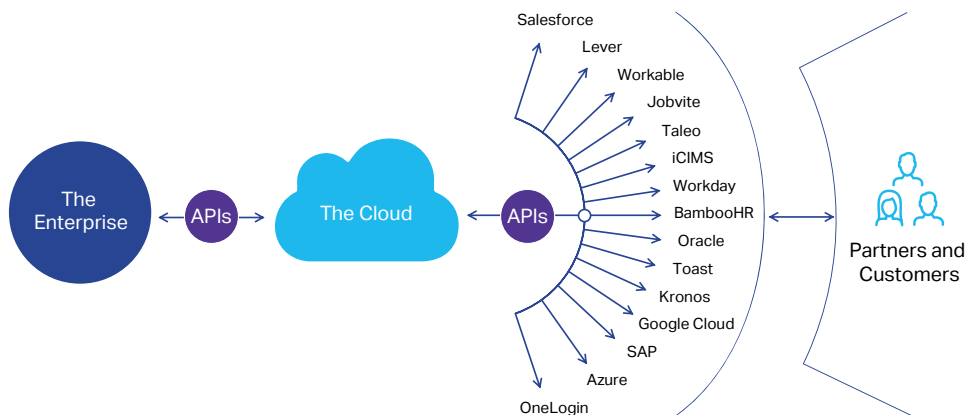 The
Enterprise
APIs
The Cloud
APIs
Salesforce
Lever
Workable
Jobvite
Taleo
iCIMS
Workday
BambooHR
Oracle
Toast
Kronos
Google Cloud
SAP
Azure
OneLogin
Partners and
Customers